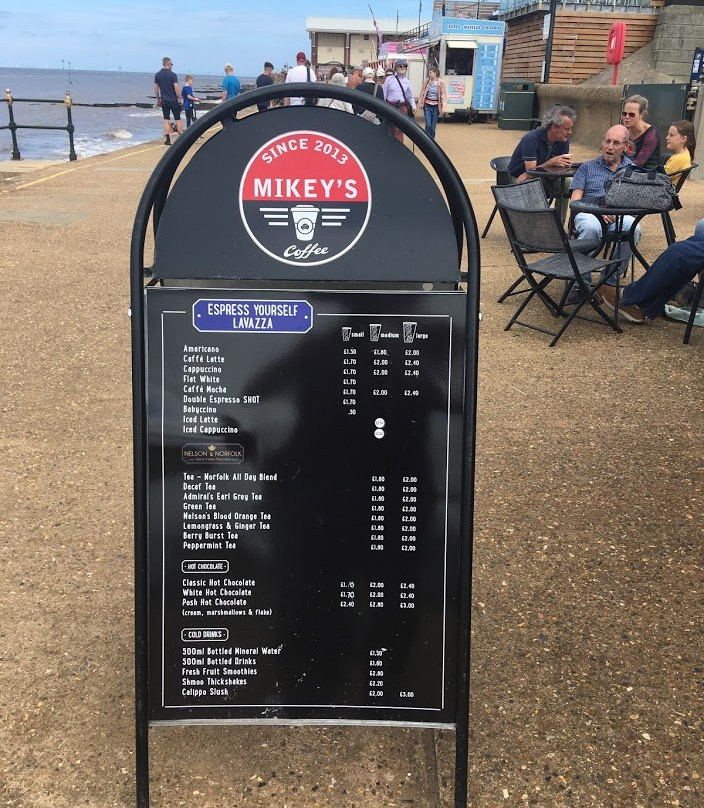 SINCE 2013
MIKEY'S
Coffee
ESPRESS YOURSELF
LAVAZZA
small medium large
Americano £1.50 £1.80 £2.00
Caffé Latte £1.70 £2.00 £2.40
Cappuccino £1.70 £2.00 £2.40
Flat White £1.70
Caffé Mocha £1.70 £2.00 £2.40
Double Espresso SHOT £1.70
Babyccino .50
Iced Latte
Iced Cappuccino
NELSON & NORFOLK
Tea - Norfolk All Day Blend £1.80 £2.00
Decaf Tea £1.80 £2.00
Admiral's Earl Grey Tea £1.80 £2.00
Green Tea £1.80 £2.00
Nelson's Blood Orange Tea £1.80 £2.00
Lemongrass & Ginger Tea £1.80 £2.00
Berry Burst Tea £1.80 £2.00
Peppermint Tea £1.80 £2.00
HOT CHOCOLATE
Classic Hot Chocolate £1.70 £2.00 £2.40
White Hot Chocolate £1.70 £2.00 £2.40
Posh Hot Chocolate £2.40 £2.80 £3.00
(cream, marshmallows & flake)
COLD DRINKS
500ml Bottled Mineral Water £1.50
500ml Bottled Drinks £1.60
Fresh Fruit Smoothies £2.80
Shmoo Thickshakes £2.20
Calippo Slush £2.00 £3.00